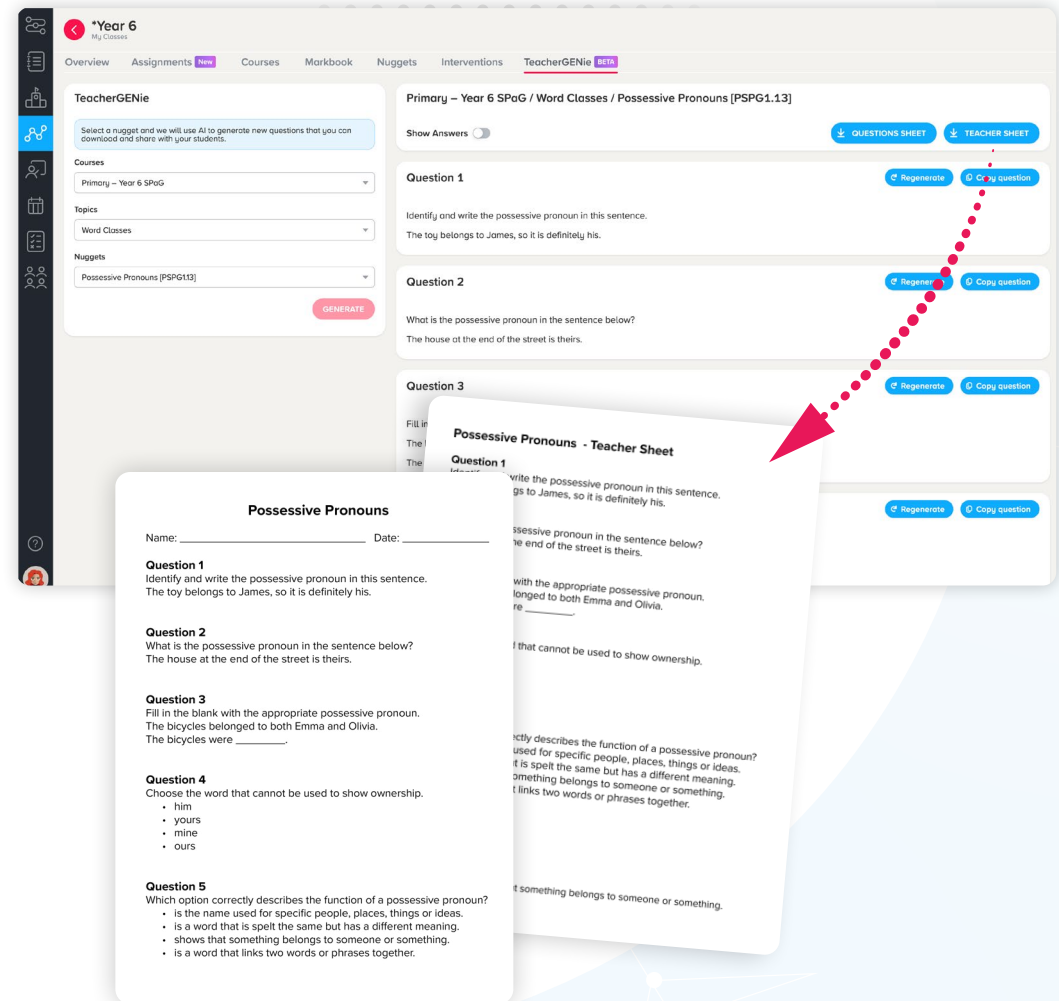 *Year 6
My Classes
Overview Assignments New Courses Markbook Nuggets Interventions TeacherGENie BETA
TeacherGENie
Select a nugget and we will use AI to generate new questions that you can
download and share with your students.
Courses
Primary – Year 6 SPaG
Topics
Word Classes
Nuggets
Possessive Pronouns [PSPG1.13]
GENERATE
Primary – Year 6 SPaG / Word Classes / Possessive Pronouns [PSPG1.13]
Show Answers
QUESTIONS SHEET TEACHER SHEET
Question 1
Regenerate Copy question
Identify and write the possessive pronoun in this sentence.
The toy belongs to James, so it is definitely his.
Question 2
Regenerate Copy question
What is the possessive pronoun in the sentence below?
The house at the end of the street is theirs.
Question 3
Regenerate Copy question
Fill in
The
The
Regenerate Copy question
Possessive Pronouns - Teacher Sheet
Question 1
write the possessive pronoun in this sentence.
to James, so it is definitely his.
possessive pronoun in the sentence below?
end of the street is theirs.
with the appropriate possessive pronoun.
to both Emma and Olivia.
________.
that cannot be used to show ownership.
describes the function of a possessive pronoun?
used for specific people, places, things or ideas.
is spelt the same but has a different meaning.
something belongs to someone or something.
links two words or phrases together.
something belongs to someone or something.
Possessive Pronouns
Name: ______________________________ Date: ______________
Question 1
Identify and write the possessive pronoun in this sentence.
The toy belongs to James, so it is definitely his.
Question 2
What is the possessive pronoun in the sentence below?
The house at the end of the street is theirs.
Question 3
Fill in the blank with the appropriate possessive pronoun.
The bicycles belonged to both Emma and Olivia.
The bicycles were ________.
Question 4
Choose the word that cannot be used to show ownership.
• him
• yours
• mine
• ours
Question 5
Which option correctly describes the function of a possessive pronoun?
• is the name used for specific people, places, things or ideas.
• is a word that is spelt the same but has a different meaning.
• shows that something belongs to someone or something.
• is a word that links two words or phrases together.